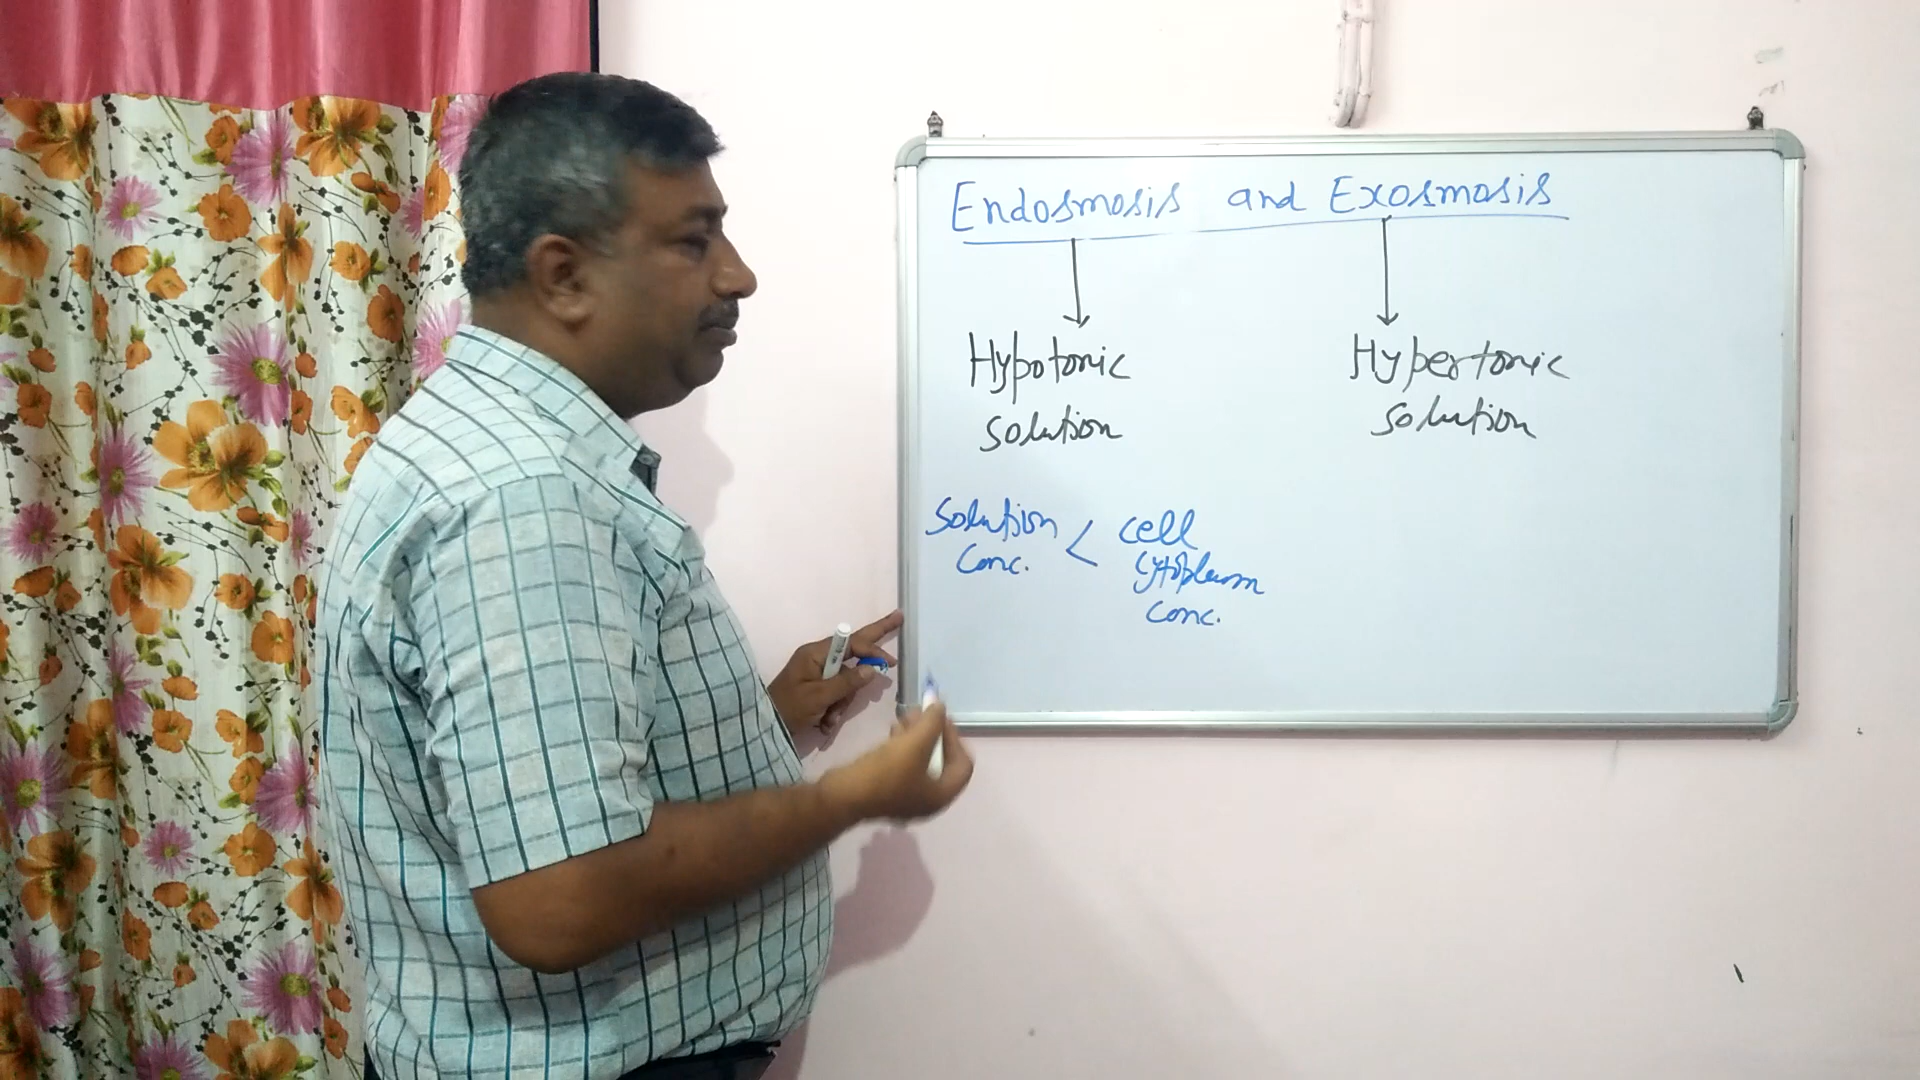 Endosmosis and Exosmosis
Hypotonic
solution
Hypertonic
solution
Solution < cell
Conc. Cytoplasm
Conc.